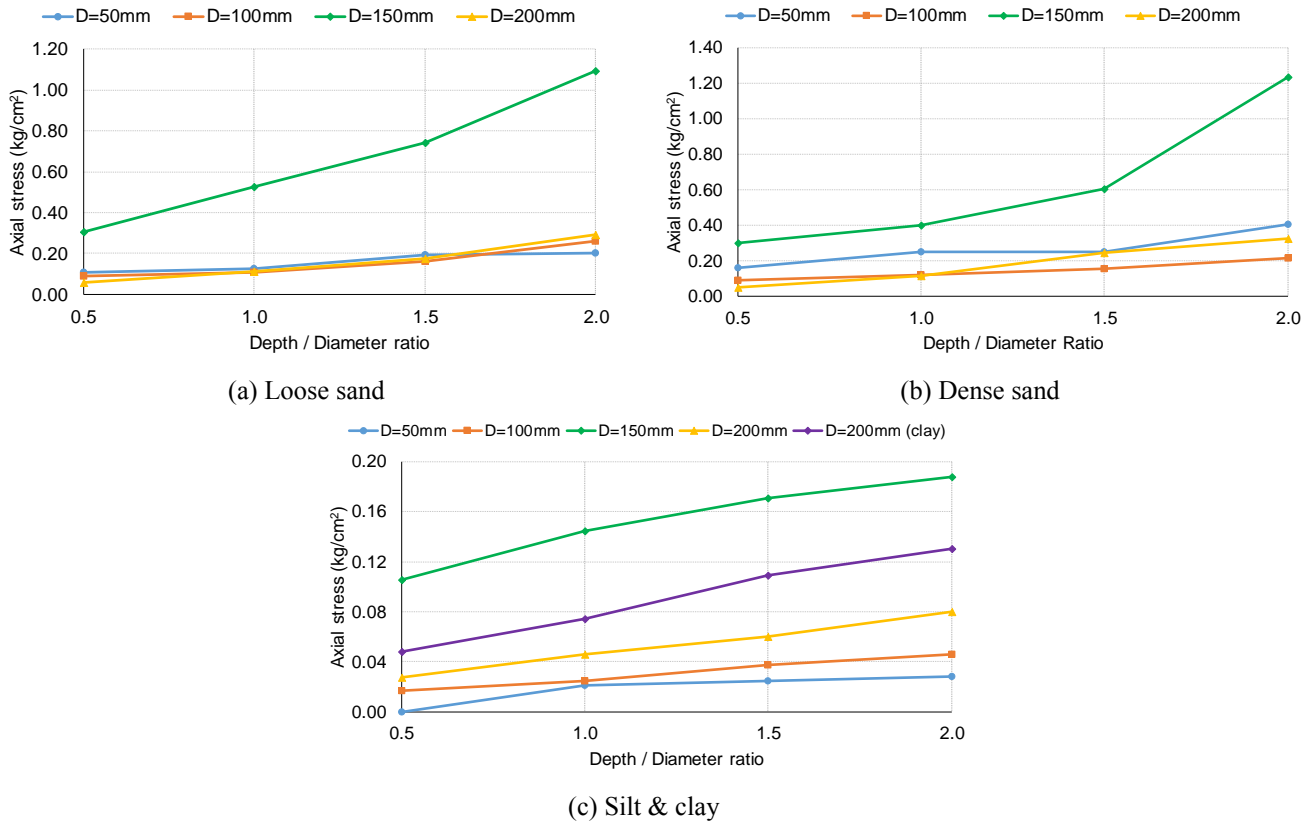 D=50mm D=100mm D=150mm D=200mm
1.20
1.00
0.80
0.60
0.40
0.20
0.00
Axial stress (kg/cm²)
0.5 1.0 1.5 2.0
Depth / Diameter ratio
(a) Loose sand
D=50mm D=100mm D=150mm D=200mm
1.40
1.20
1.00
0.80
0.60
0.40
0.20
0.00
Axial stress (kg/cm²)
0.5 1.0 1.5 2.0
Depth / Diameter Ratio
(b) Dense sand
D=50mm D=100mm D=150mm D=200mm D=200mm (clay)
0.20
0.16
0.12
0.08
0.04
0.00
Axial stress (kg/cm²)
0.5 1.0 1.5 2.0
Depth / Diameter ratio
(c) Silt & clay